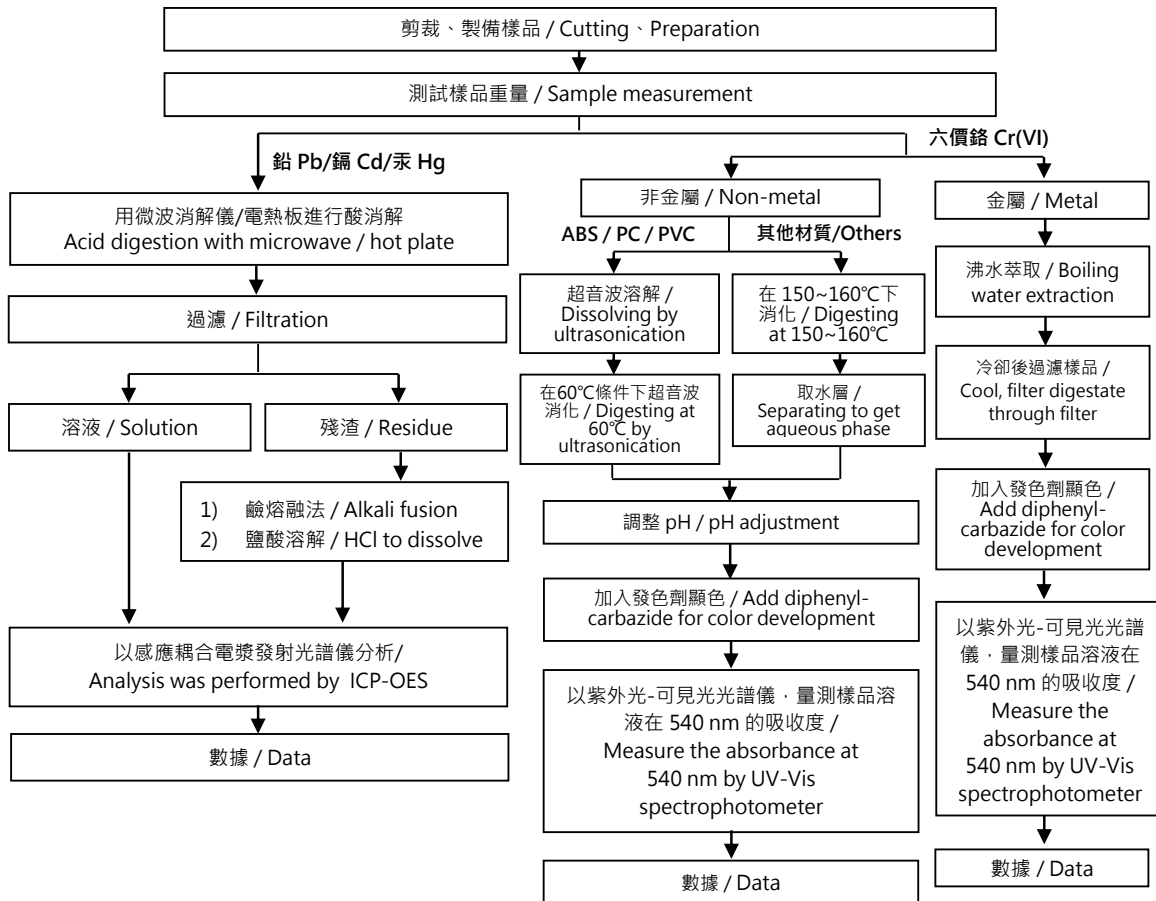 剪裁、製備樣品 / Cutting、Preparation
測試樣品重量 / Sample measurement
鉛 Pb/鎘 Cd/汞 Hg
用微波消解儀/電熱板進行酸消解
Acid digestion with microwave / hot plate
過濾 / Filtration
溶液 / Solution
殘渣 / Residue
1) 鹼熔融法 / Alkali fusion
2) 鹽酸溶解 / HCl to dissolve
以感應耦合電漿發射光譜儀分析/
Analysis was performed by ICP-OES
數據 / Data
六價鉻 Cr(VI)
非金屬 / Non-metal
ABS / PC / PVC
超音波溶解 /
Dissolving by
ultrasonication
在60℃條件下超音波
消化 / Digesting at
60℃ by
ultrasonication
其他材質/Others
在 150~160℃下
消化 / Digesting
at 150~160℃
取水層 /
Separating to get
aqueous phase
調整 pH / pH adjustment
加入發色劑顯色 / Add diphenyl-
carbazide for color development
以紫外光-可見光光譜儀，量測樣品溶
液在 540 nm 的吸收度 /
Measure the absorbance at
540 nm by UV-Vis
spectrophotometer
數據 / Data
金屬 / Metal
沸水萃取 / Boiling
water extraction
冷卻後過濾樣品 /
Cool, filter digestate
through filter
加入發色劑顯色 /
Add diphenyl-
carbazide for color
development
以紫外光-可見光光譜
儀，量測樣品溶液在
540 nm 的吸收度 /
Measure the
absorbance at
540 nm by UV-Vis
spectrophotometer
數據 / Data